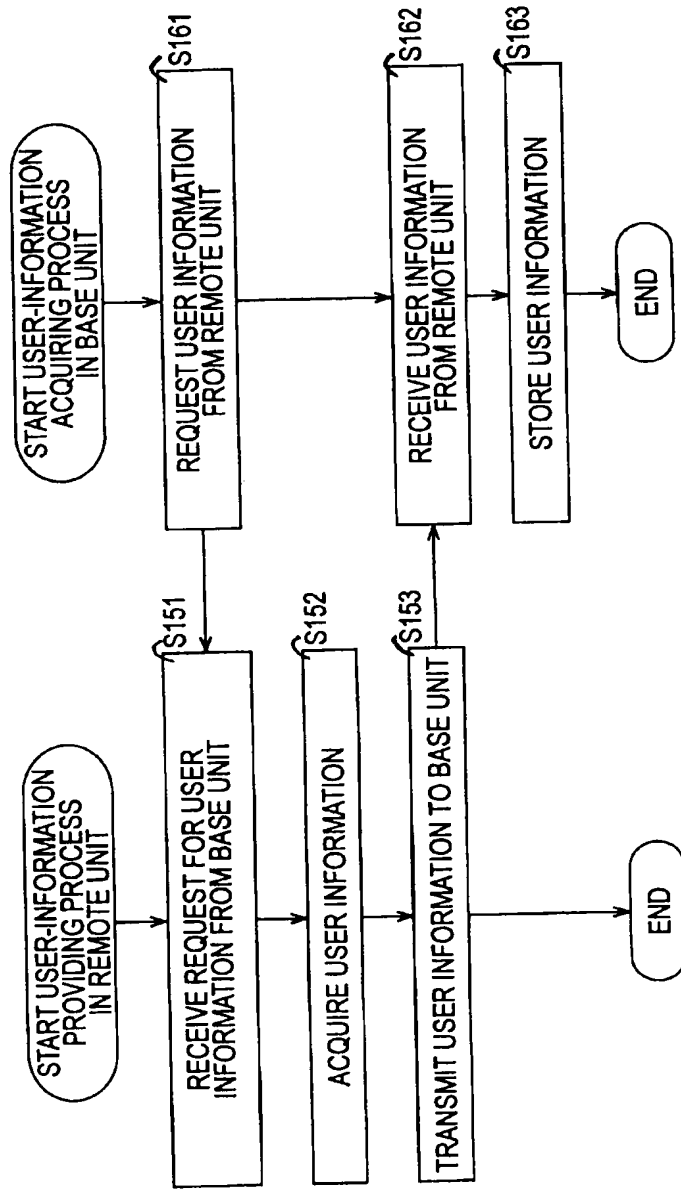 START USER-INFORMATION
PROVIDING PROCESS
IN REMOTE UNIT
S151
RECEIVE REQUEST FOR USER
INFORMATION FROM BASE UNIT
S152
ACQUIRE USER INFORMATION
S153
TRANSMIT USER INFORMATION TO BASE UNIT
END
START USER-INFORMATION
ACQUIRING PROCESS
IN BASE UNIT
S161
REQUEST USER INFORMATION
FROM REMOTE UNIT
S162
RECEIVE USER INFORMATION
FROM REMOTE UNIT
S163
STORE USER INFORMATION
END